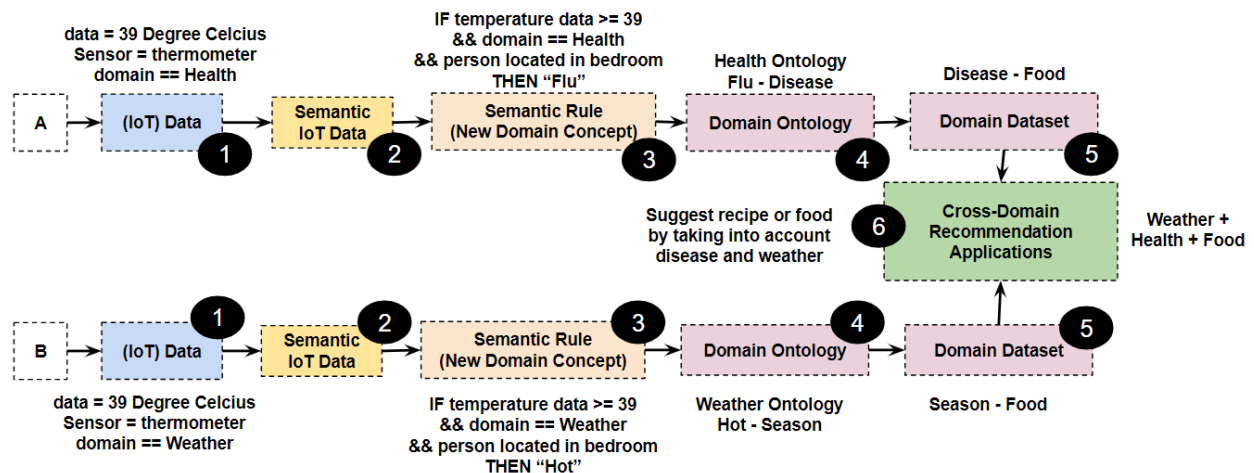 data = 39 Degree Celcius
Sensor = thermometer
domain == Health
IF temperature data >= 39
&& domain == Health
&& person located in bedroom
THEN “Flu”
Health Ontology
Flu - Disease
Disease - Food
A
(IoT) Data
1
Semantic
IoT Data
2
Semantic Rule
(New Domain Concept)
3
Domain Ontology
4
Domain Dataset
5
Suggest recipe or food
by taking into account
disease and weather
6
Cross-Domain
Recommendation
Applications
Weather +
Health + Food
B
(IoT) Data
1
Semantic
IoT Data
2
Semantic Rule
(New Domain Concept)
3
Domain Ontology
4
Domain Dataset
5
data = 39 Degree Celcius
Sensor = thermometer
domain == Weather
IF temperature data >= 39
&& domain == Weather
&& person located in bedroom
THEN “Hot”
Weather Ontology
Hot - Season
Season - Food